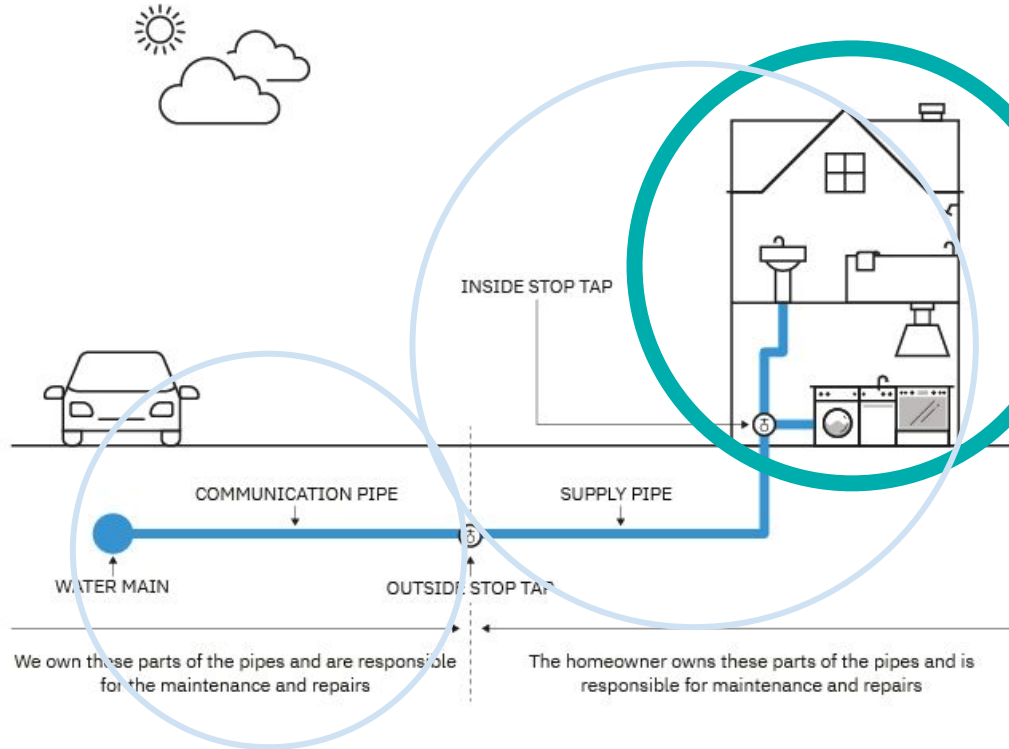 INSIDE STOP TAP
COMMUNICATION PIPE
SUPPLY PIPE
WATER MAIN
OUTSIDE STOP TAP
We own these parts of the pipes and are responsible
for the maintenance and repairs
The homeowner owns these parts of the pipes and is
responsible for maintenance and repairs